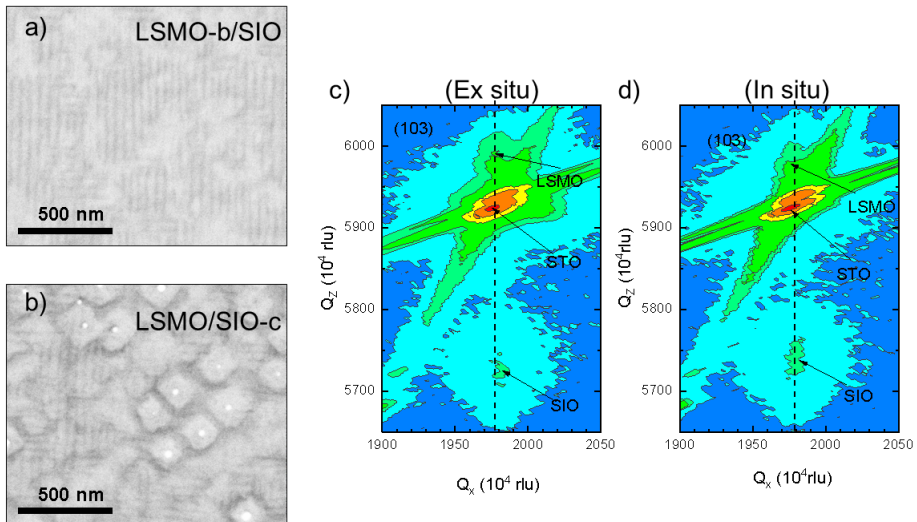 a) LSMO-b/SIO
500 nm
b) LSMO/SIO-c
500 nm
c) (Ex situ)
(103)
LSMO
STO
SIO
6000
5900
5800
5700
1900 1950 2000 2050
Q_Z (10^4 rlu)
Q_x (10^4 rlu)
d) (In situ)
(103)
LSMO
STO
SIO
6000
5900
5800
5700
1900 1950 2000 2050
Q_Z (10^4rlu)
Q_x (10^4 rlu)